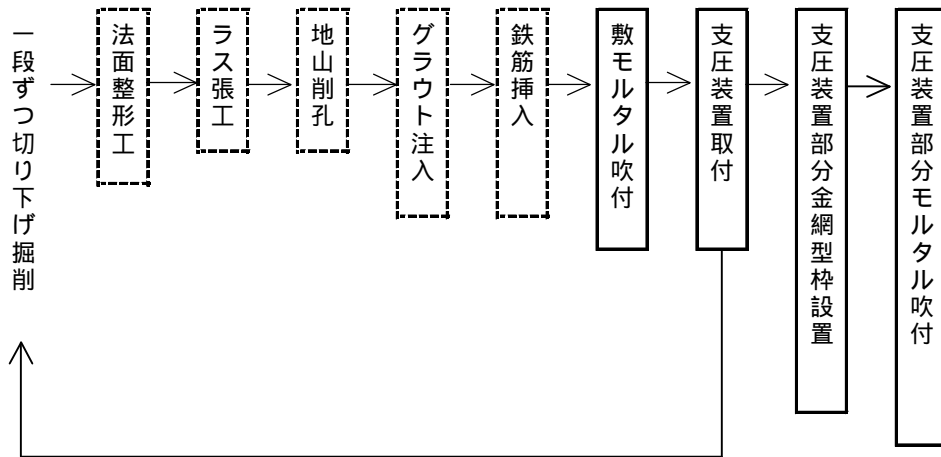 一段ずつ切り下げ掘削
法面整形工
ラス張工
地山削孔
グラウト注入
鉄筋挿入
敷モルタル吹付
支圧装置取付
支圧装置部分金網型枠設置
支圧装置部分モルタル吹付